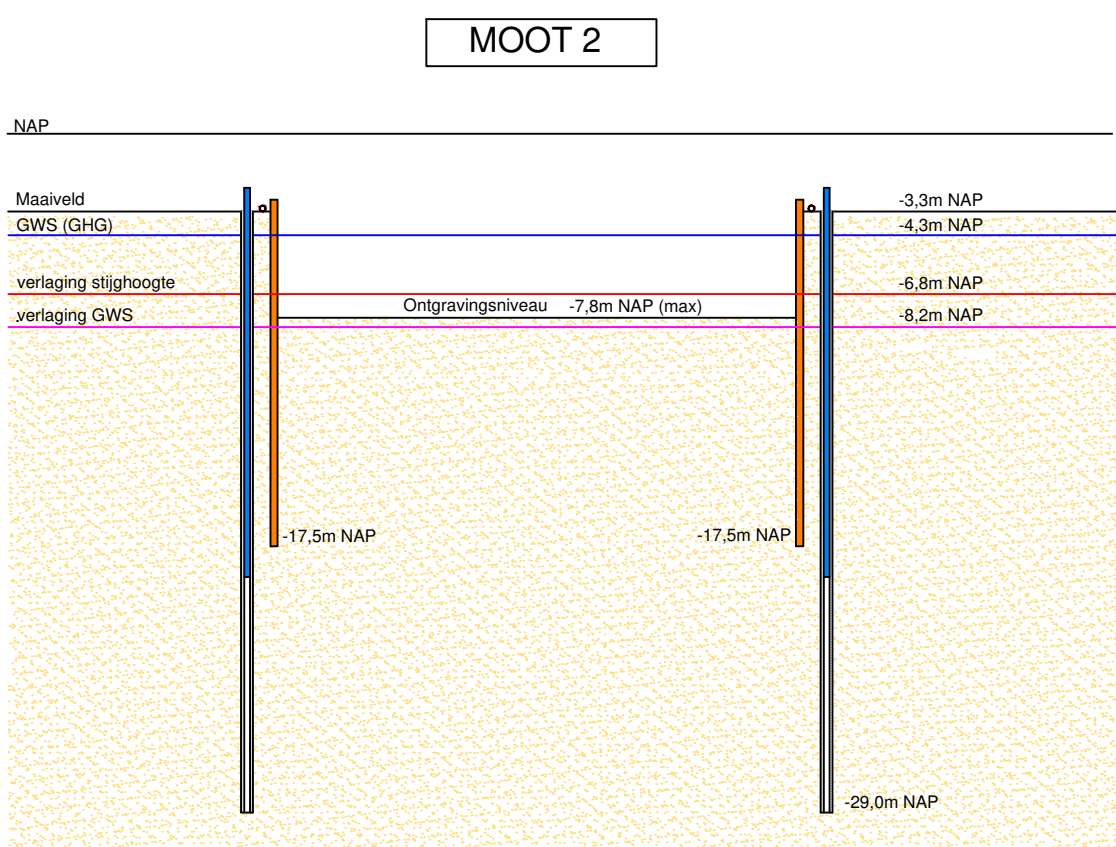 MOOT 2
NAP
Maaiveld -3,3m NAP
GWS (GHG) -4,3m NAP
verlaging stijghoogte -6,8m NAP
Ontgravingsniveau -7,8m NAP (max)
verlaging GWS -8,2m NAP
-17,5m NAP -17,5m NAP
-29,0m NAP